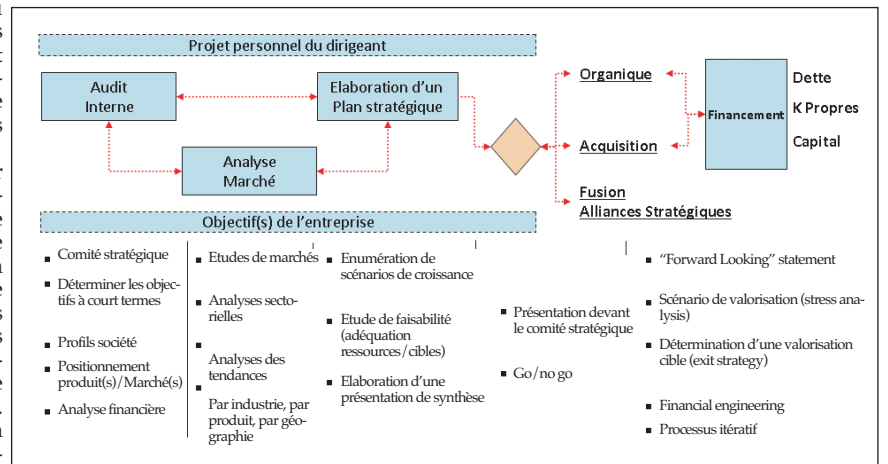 Projet personnel du dirigeant
Audit
Interne
Elaboration d'un
Plan stratégique
Analyse
Marché
Organique
Acquisition
Fusion
Alliances Stratégiques
Financement
Dette
K Propres
Capital
Objectif(s) de l'entreprise
▪ Comité stratégique
▪ Déterminer les objec-
tifs à court termes
▪ Profils société
▪ Positionnement
produit(s)/Marché(s)
▪ Analyse financière
▪ Etudes de marchés
▪ Analyses secto-
rielles
▪ Analyses des
tendances
▪ Par industrie, par
produit, par géo-
graphie
▪ Enumération de
scénarios de croissance
▪ Etude de faisabilité
(adéquation
ressources/cibles)
▪ Elaboration d'une
présentation de synthèse
▪ Présentation devant
le comité stratégique
▪ Go/no go
▪ "Forward Looking" statement
▪ Scénario de valorisation (stress ana-
lysis)
▪ Détermination d'une valorisation
cible (exit strategy)
▪ Financial engineering
▪ Processus itératif